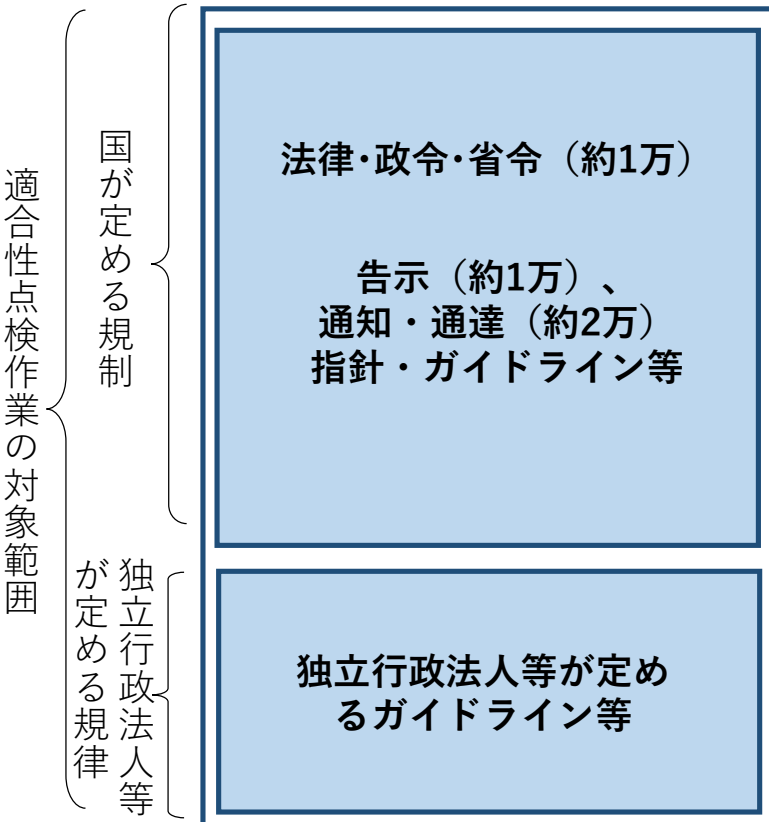 適合性点検作業の対象範囲
国が定める規制
法律･政令･省令（約1万）
告示（約1万）、
通知・通達（約2万）
指針・ガイドライン等
独立行政法人等
が定める規律
独立行政法人等が定め
るガイドライン等